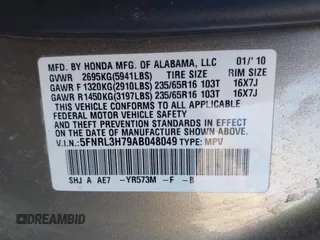 MFD. BY HONDA MFG. OF ALABAMA, LLC 01/'10
GVWR 2695KG(5941LBS) TIRE SIZE RIM SIZE
GAWR F 1320KG(2910LBS) 235/65R16 103T 16X7J
GAWR R1450KG(3197LBS) 235/65R16 103T 16X7J
THIS VEHICLE CONFORMS TO ALL APPLICABLE
FEDERAL MOTOR VEHICLE SAFETY STANDARDS IN
EFFECT ON THE DATE OF MANUFACTURE SHOWN ABOVE.
V.I.N:5FNRL3H79AB048049 TYPE:MPV
SHJ A AE7 -YR573M -F -B
DREAMBID